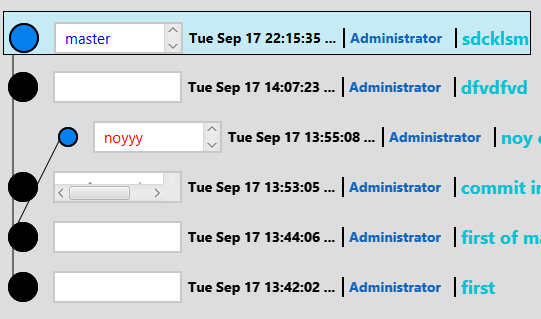 master Tue Sep 17 22:15:35 ... Administrator sdcklsm
Tue Sep 17 14:07:23 ... Administrator dfvdfvd
noyyy Tue Sep 17 13:55:08 ... Administrator noy
Tue Sep 17 13:53:05 ... Administrator commit
Tue Sep 17 13:44:06 ... Administrator first of
Tue Sep 17 13:42:02 ... Administrator first